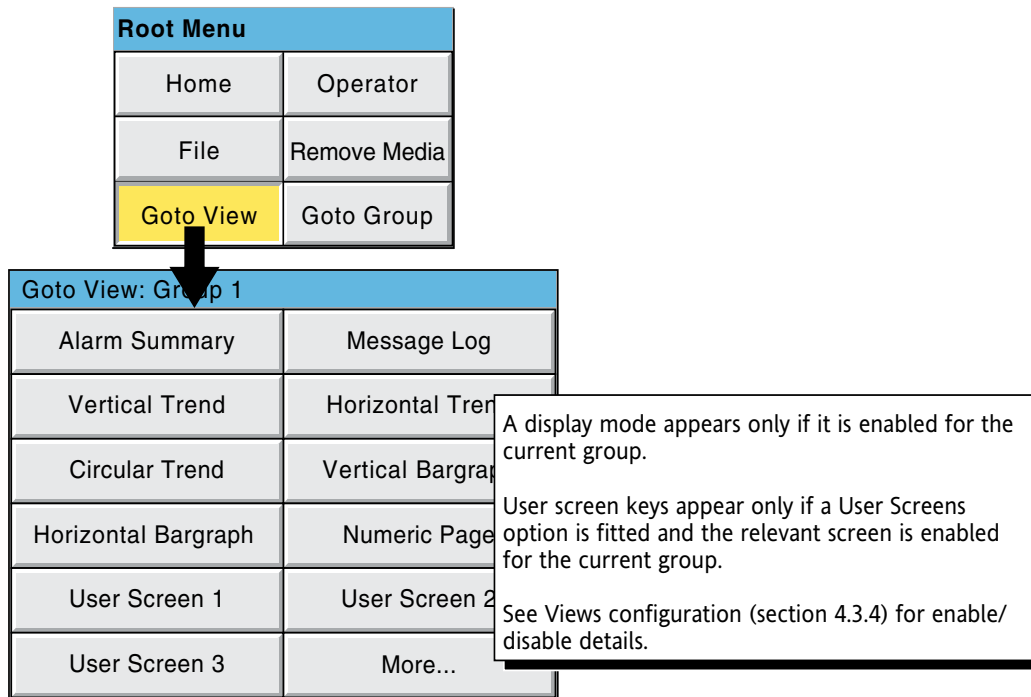 Root Menu
Home
Operator
File
Remove Media
Goto View
Goto Group
Goto View: Group 1
Alarm Summary
Message Log
Vertical Trend
Horizontal Tren
Circular Trend
Vertical Bargrap
Horizontal Bargraph
Numeric Page
User Screen 1
User Screen 2
User Screen 3
More...
A display mode appears only if it is enabled for the
current group.
User screen keys appear only if a User Screens
option is fitted and the relevant screen is enabled
for the current group.
See Views configuration (section 4.3.4) for enable/
disable details.